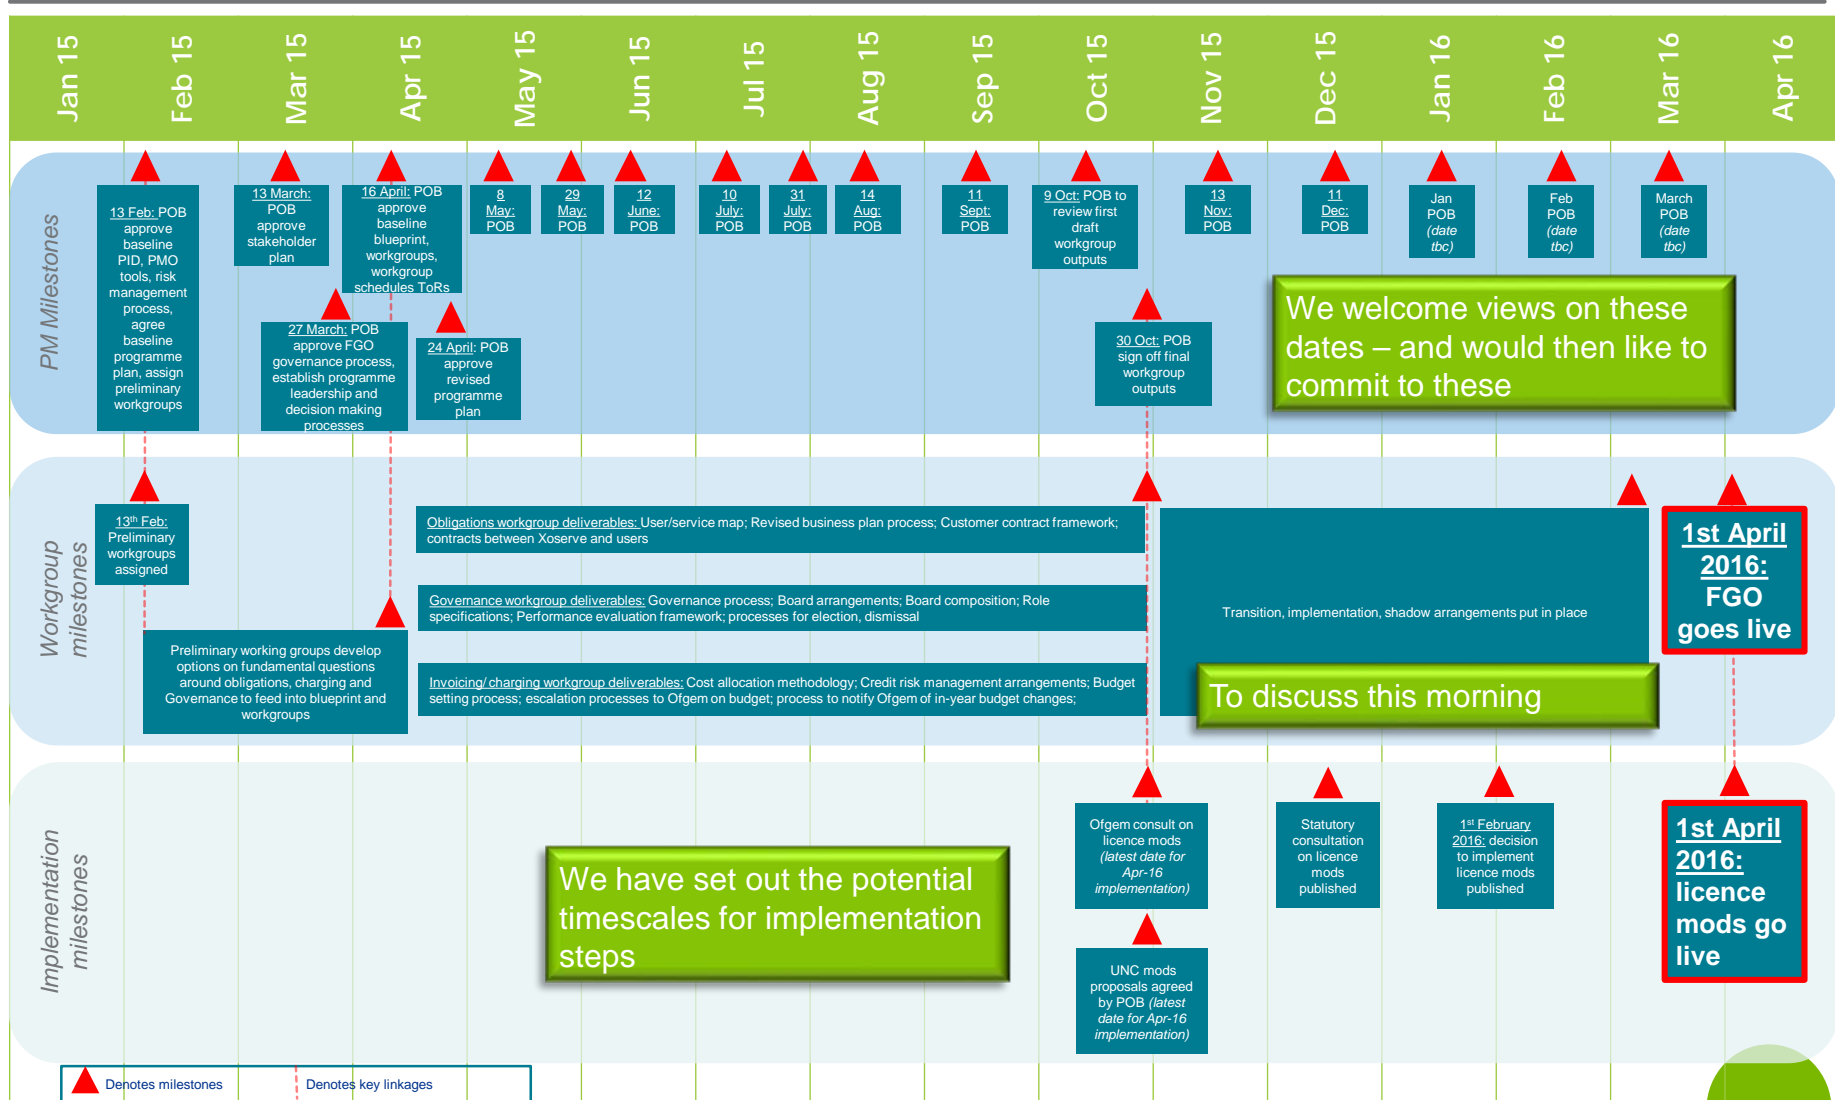 Jan 15
Feb 15
Mar 15
Apr 15
May 15
Jun 15
Jul 15
Aug 15
Sep 15
Oct 15
Nov 15
Dec 15
Jan 16
Feb 16
Mar 16
Apr 16
PM Milestones
13 Feb: POB
approve
baseline
PID, PMO
tools, risk
management
process,
agree
baseline
programme
plan, assign
preliminary
workgroups
13 March:
POB
approve
stakeholder
plan
27 March: POB
approve FGO
governance process,
establish programme
leadership and
decision making
processes
16 April: POB
approve
baseline
blueprint,
workgroups,
workgroup
schedules ToRs
24 April: POB
approve
revised
programme
plan
8
May:
POB
29
May:
POB
12
June:
POB
10
July:
POB
31
July:
POB
14
Aug:
POB
11
Sept:
POB
9 Oct: POB to
review first
draft
workgroup
outputs
30 Oct: POB
sign off final
workgroup
outputs
13
Nov:
POB
11
Dec:
POB
Jan
POB
(date
tbc)
Feb
POB
(date
tbc)
March
POB
(date
tbc)
We welcome views on these
dates – and would then like to
commit to these
Workgroup
milestones
13th Feb:
Preliminary
workgroups
assigned
Preliminary working groups develop
options on fundamental questions
around obligations, charging and
Governance to feed into blueprint and
workgroups
Obligations workgroup deliverables: User/service map; Revised business plan process; Customer contract framework;
contracts between Xoserve and users
Governance workgroup deliverables: Governance process; Board arrangements; Board composition; Role
specifications; Performance evaluation framework; processes for election, dismissal
Invoicing/charging workgroup deliverables: Cost allocation methodology; Credit risk management arrangements; Budget
setting process; escalation processes to Ofgem on budget; process to notify Ofgem of in-year budget changes;
Transition, implementation, shadow arrangements put in place
To discuss this morning
1st April
2016:
FGO
goes live
Implementation
milestones
We have set out the potential
timescales for implementation
steps
Ofgem consult on
licence mods
(latest date for
Apr-16
implementation)
UNC mods
proposals agreed
by POB (latest
date for Apr-16
implementation)
Statutory
consultation
on licence
mods
published
1st February
2016: decision
to implement
licence mods
published
1st April
2016:
licence
mods go
live
Denotes milestones
Denotes key linkages